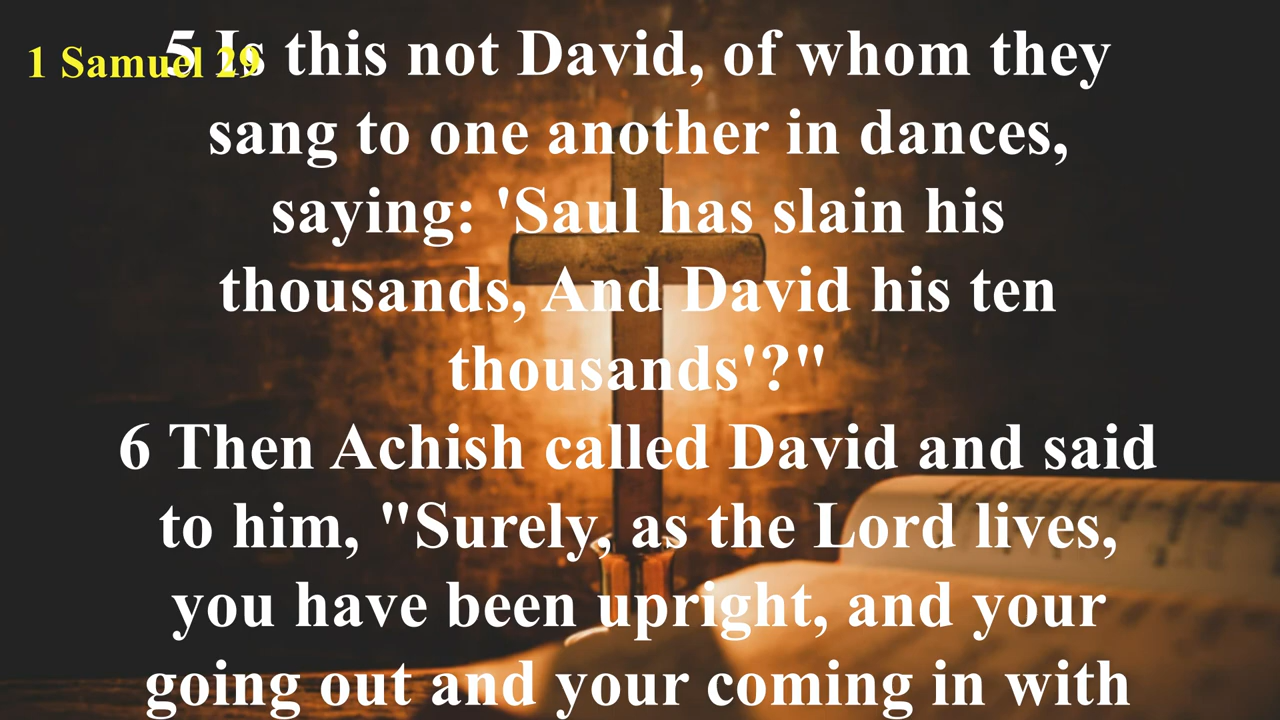 1 Samuel 29
5 Is this not David, of whom they
sang to one another in dances,
saying: 'Saul has slain his
thousands, And David his ten
thousands'?"
6 Then Achish called David and said
to him, "Surely, as the Lord lives,
you have been upright, and your
going out and your coming in with